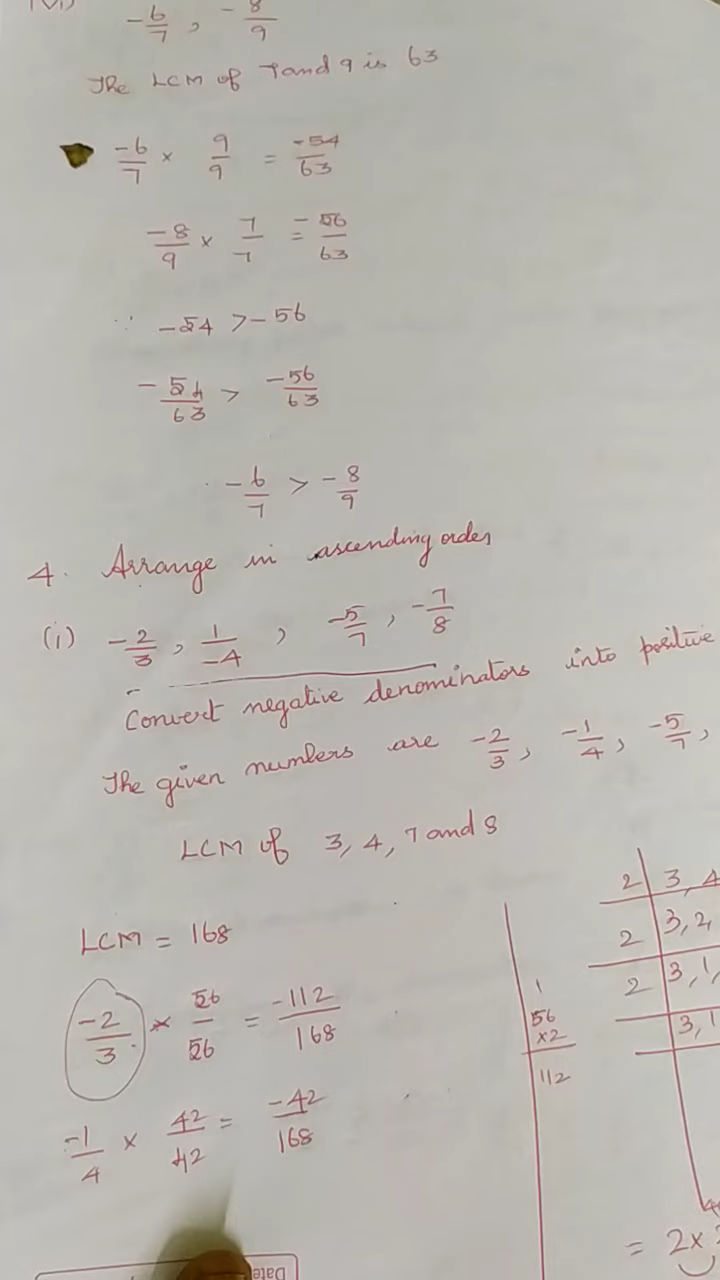 (vi)
-6/7 , -8/9
The LCM of 7 and 9 is 63
-6/7 × 9/9 = -54/63
-8/9 × 7/7 = -56/63
∵ -54 > -56
-54/63 > -56/63
-6/7 > -8/9
4. Arrange in ascending order
(i) -2/3 , 1/-4 , -5/7 , -7/8
Convert negative denominators into positive
The given numbers are -2/3 , -1/4 , -5/7 ,
LCM of 3, 4, 7 and 8
LCM = 168
-2/3 × 56/56 = -112/168
-1/4 × 42/42 = -42/168
1
56
×2
112
2 3, 4
2 3, 2,
2 3, 1,
3, 1
= 2×
Date